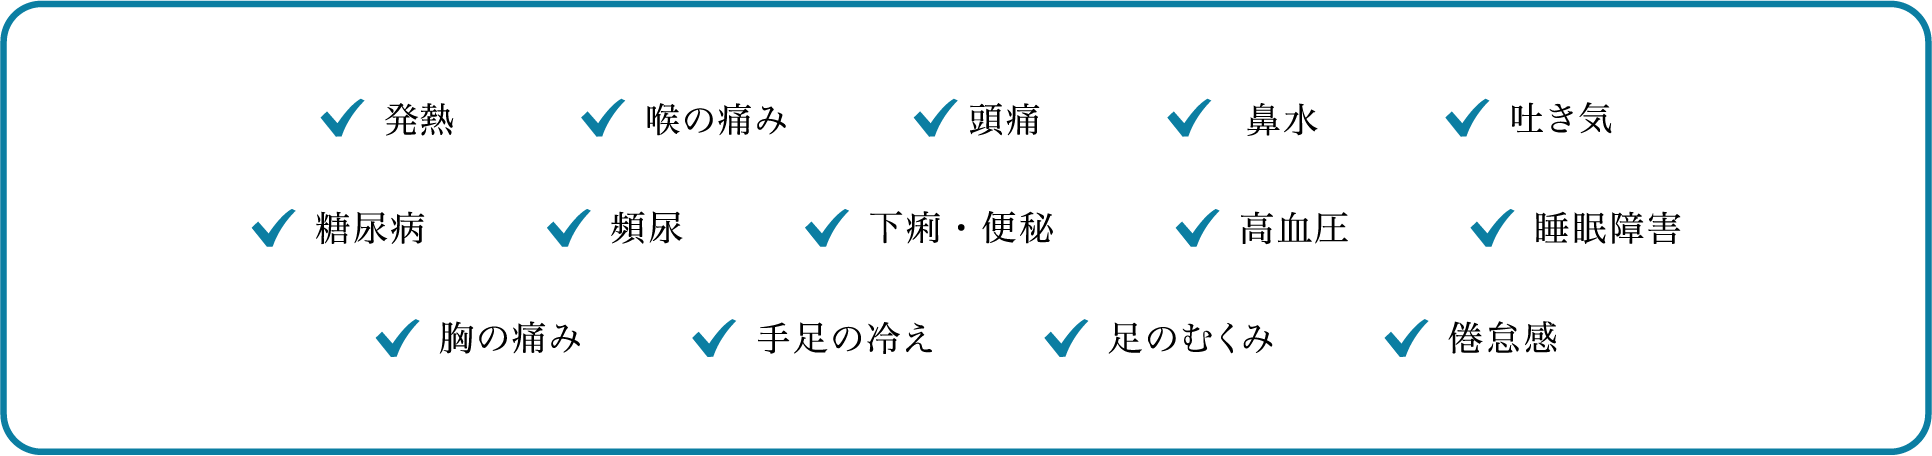 発熱 喉の痛み 頭痛 鼻水 吐き気
糖尿病 頻尿 下痢・便秘 高血圧 睡眠障害
胸の痛み 手足の冷え 足のむくみ 倦怠感